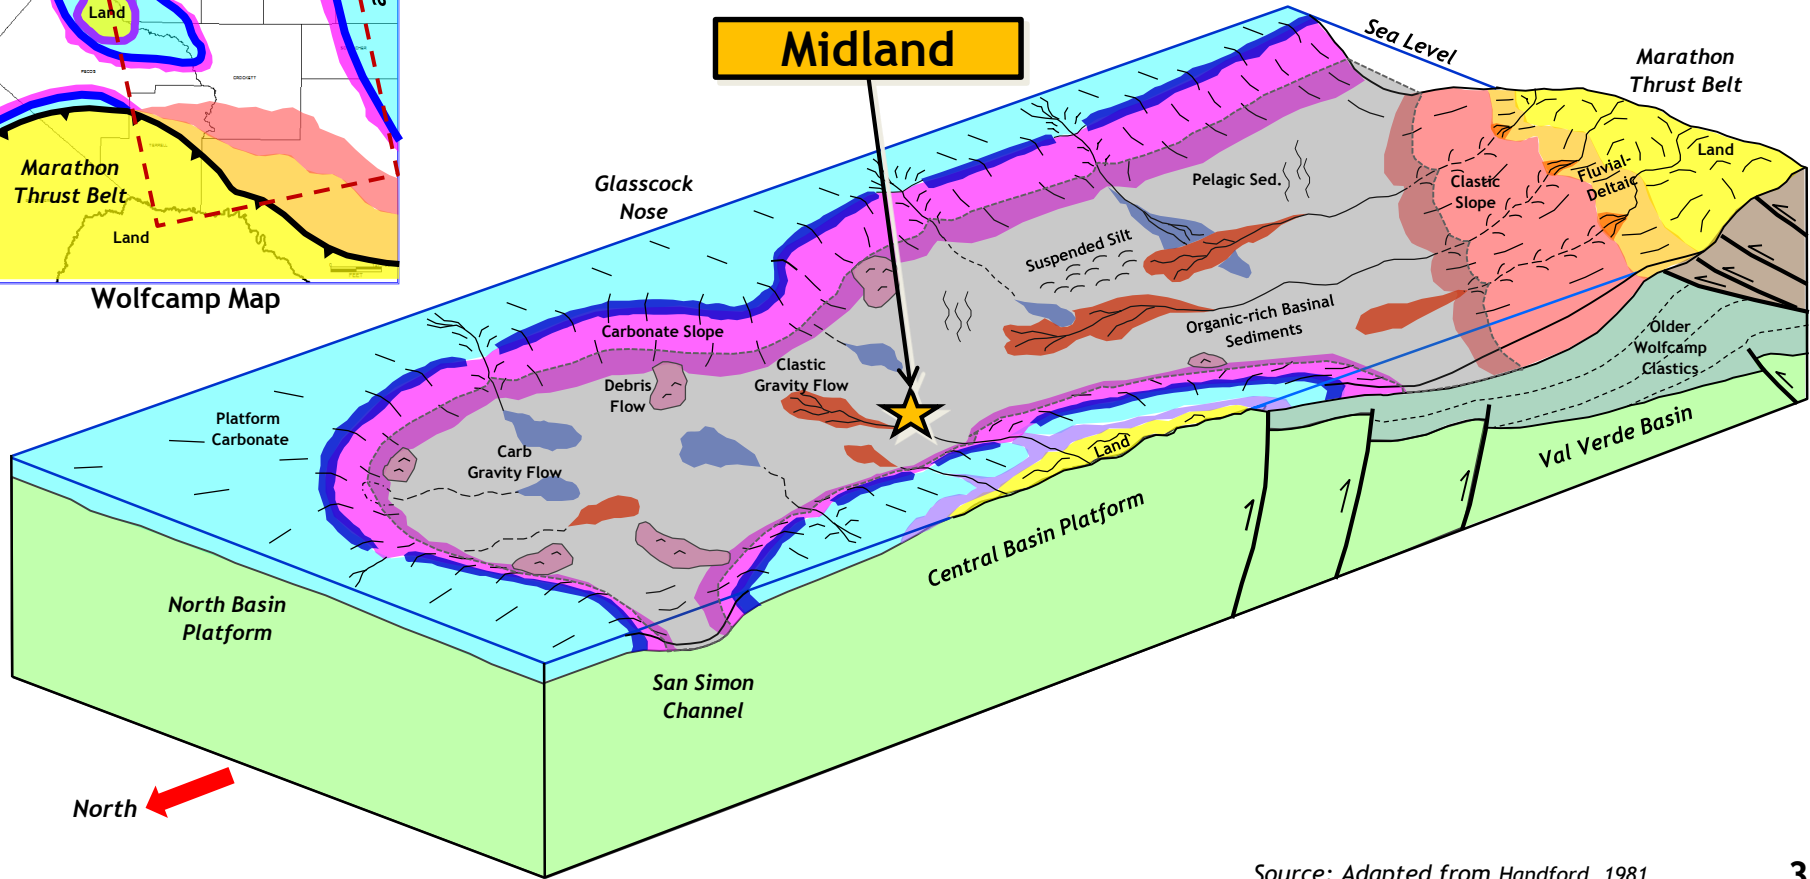 Land
PECOS
CROCKETT
Marathon
Thrust Belt
Land
Wolfcamp Map
Midland
Sea Level
Marathon
Thrust Belt
Glasscock
Nose
Land
Fluvial-
Deltaic
Clastic
Slope
Pelagic Sed.
Suspended Silt
Organic-rich Basinal
Sediments
Older
Wolfcamp
Clastics
Carbonate Slope
Debris
Flow
Clastic
Gravity Flow
Platform
Carbonate
Carb
Gravity Flow
Land
Val Verde Basin
Central Basin Platform
North Basin
Platform
San Simon
Channel
North
Source: Adapted from Handford, 1981
3